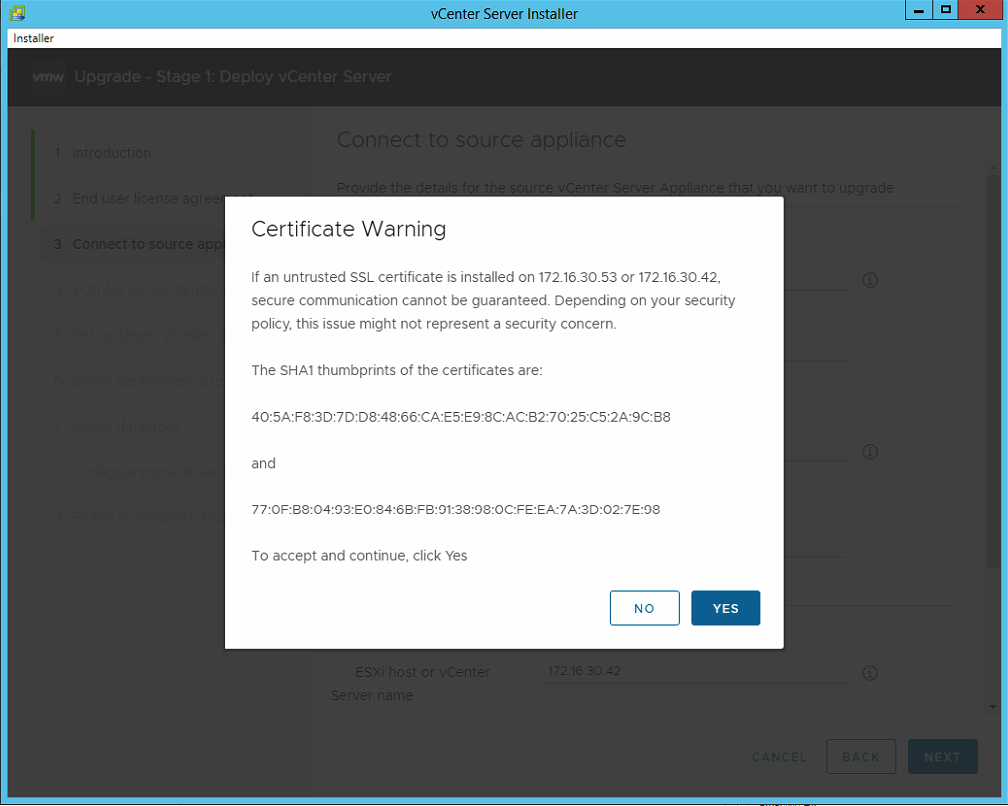 vCenter Server Installer
Installer
vmw Upgrade - Stage 1: Deploy vCenter Server
1 Introduction
2 End user license agreem
3 Connect to source appl
4 vCenter Server deploym
5 Set up target vCenter S
6 Select deployment size
7 Select datastore
8 Configure network sett
9 Ready to complete stag
Connect to source appliance
Provide the details for the source vCenter Server Appliance that you want to upgrade
Certificate Warning
If an untrusted SSL certificate is installed on 172.16.30.53 or 172.16.30.42,
secure communication cannot be guaranteed. Depending on your security
policy, this issue might not represent a security concern.
The SHA1 thumbprints of the certificates are:
40:5A:F8:3D:7D:D8:48:66:CA:E5:E9:8C:AC:B2:70:25:C5:2A:9C:B8
and
77:0F:B8:04:93:E0:84:6B:FB:91:38:98:0C:FE:EA:7A:3D:02:7E:98
To accept and continue, click Yes
NO YES
ESXi host or vCenter
Server name
172.16.30.42
CANCEL BACK NEXT